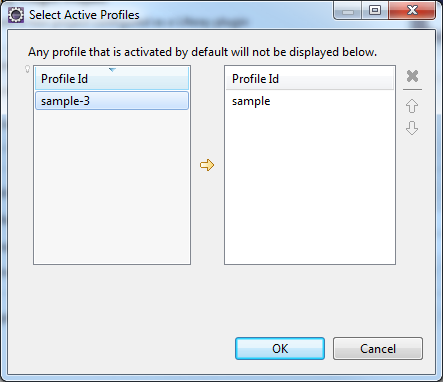 Select Active Profiles
Any profile that is activated by default will not be displayed below.
Profile Id
sample-3
Profile Id
sample
OK
Cancel